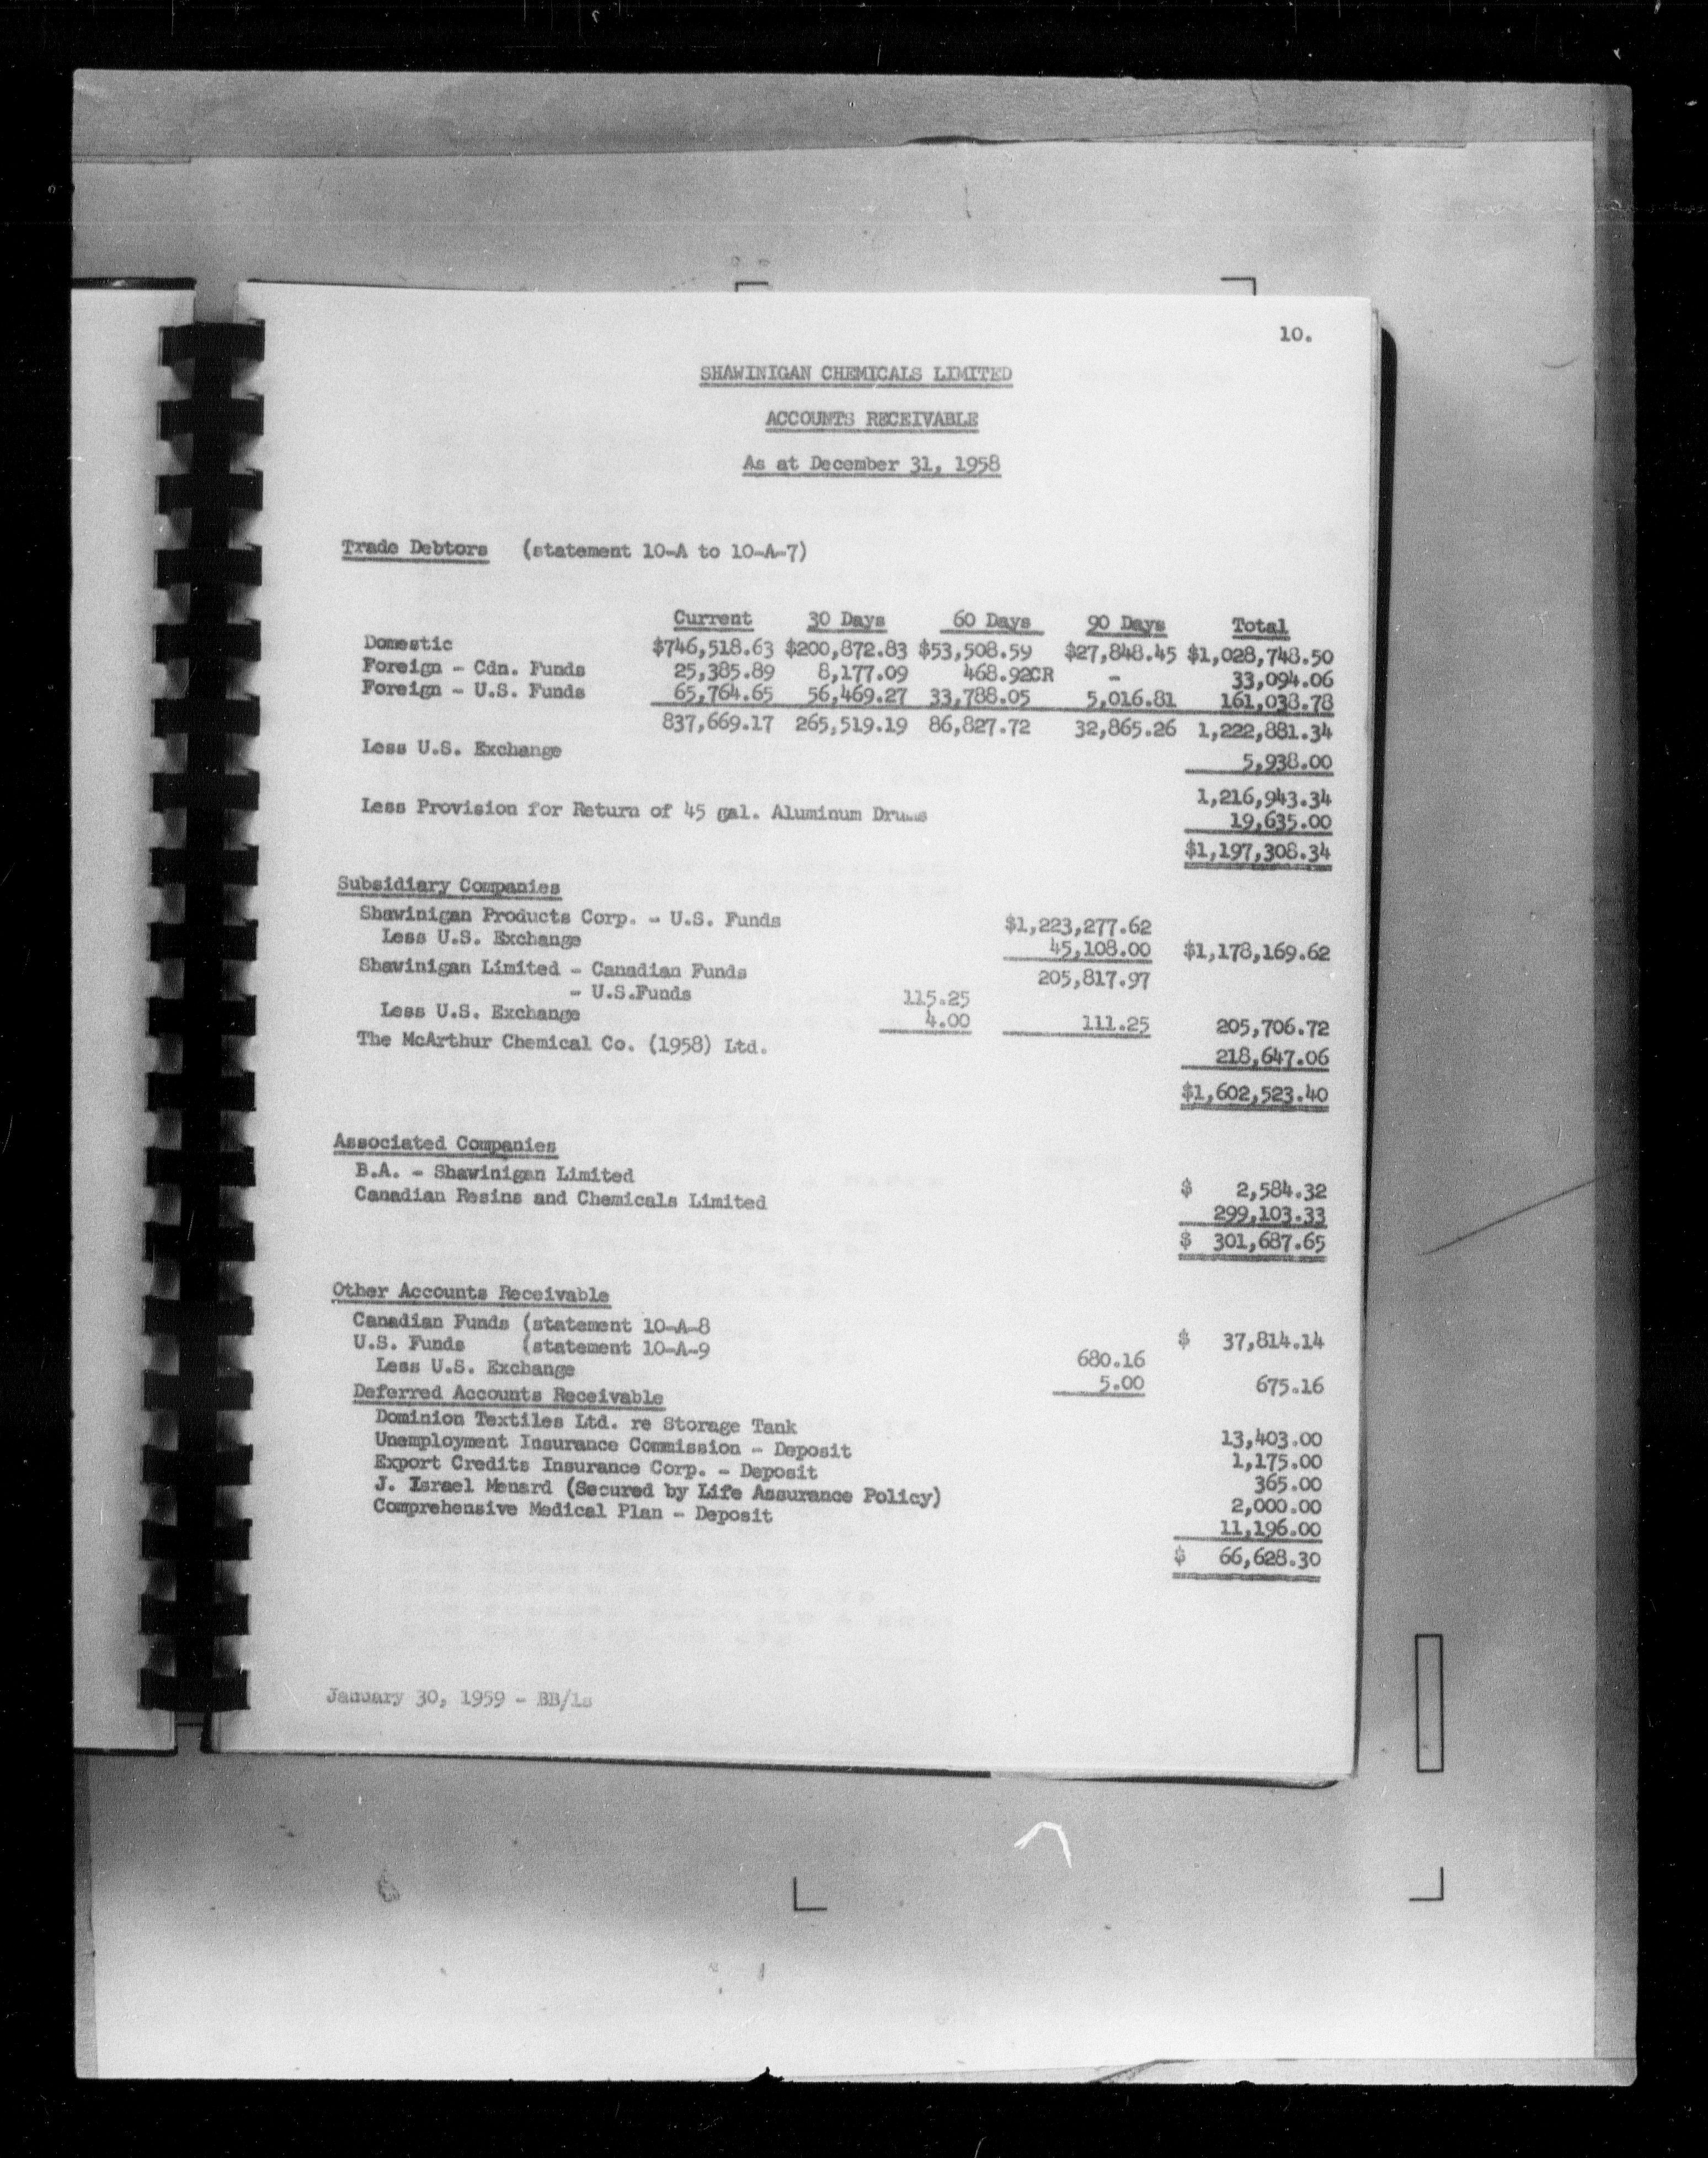 10.
SHAWINIGAN CHEMICALS LIMITED
ACCOUNTS RECEIVABLE
As at December 31, 1958
Trade Debtors (statement 10-A to 10-A-7)
Current 30 Days 60 Days 90 Days Total
Domestic $746,518.63 $200,872.83 $53,508.59 $27,848.45 $1,028,748.50
Foreign - Cdn. Funds 25,385.89 8,177.09 468.92CR - 33,094.06
Foreign - U.S. Funds 65,764.65 56,469.27 33,788.05 5,016.81 161,038.78
837,669.17 265,519.19 86,827.72 32,865.26 1,222,881.34
Less U.S. Exchange 5,938.00
1,216,943.34
Less Provision for Return of 45 gal. Aluminum Drums 19,635.00
$1,197,308.34
Subsidiary Companies
Shawinigan Products Corp. - U.S. Funds $1,223,277.62
Less U.S. Exchange 45,108.00 $1,178,169.62
Shawinigan Limited - Canadian Funds 205,817.97
- U.S.Funds 115.25
Less U.S. Exchange 4.00 111.25 205,706.72
The McArthur Chemical Co. (1958) Ltd. 218,647.06
$1,602,523.40
Associated Companies
B.A. - Shawinigan Limited $ 2,584.32
Canadian Resins and Chemicals Limited 299,103.33
$ 301,687.65
Other Accounts Receivable
Canadian Funds (statement 10-A-8 $ 37,814.14
U.S. Funds (statement 10-A-9 680.16
Less U.S. Exchange 5.00 675.16
Deferred Accounts Receivable
Dominion Textiles Ltd. re Storage Tank 13,403.00
Unemployment Insurance Commission - Deposit 1,175.00
Export Credits Insurance Corp. - Deposit 365.00
J. Israel Menard (Secured by Life Assurance Policy) 2,000.00
Comprehensive Medical Plan - Deposit 11,196.00
$ 66,628.30
January 30, 1959 - BB/ls